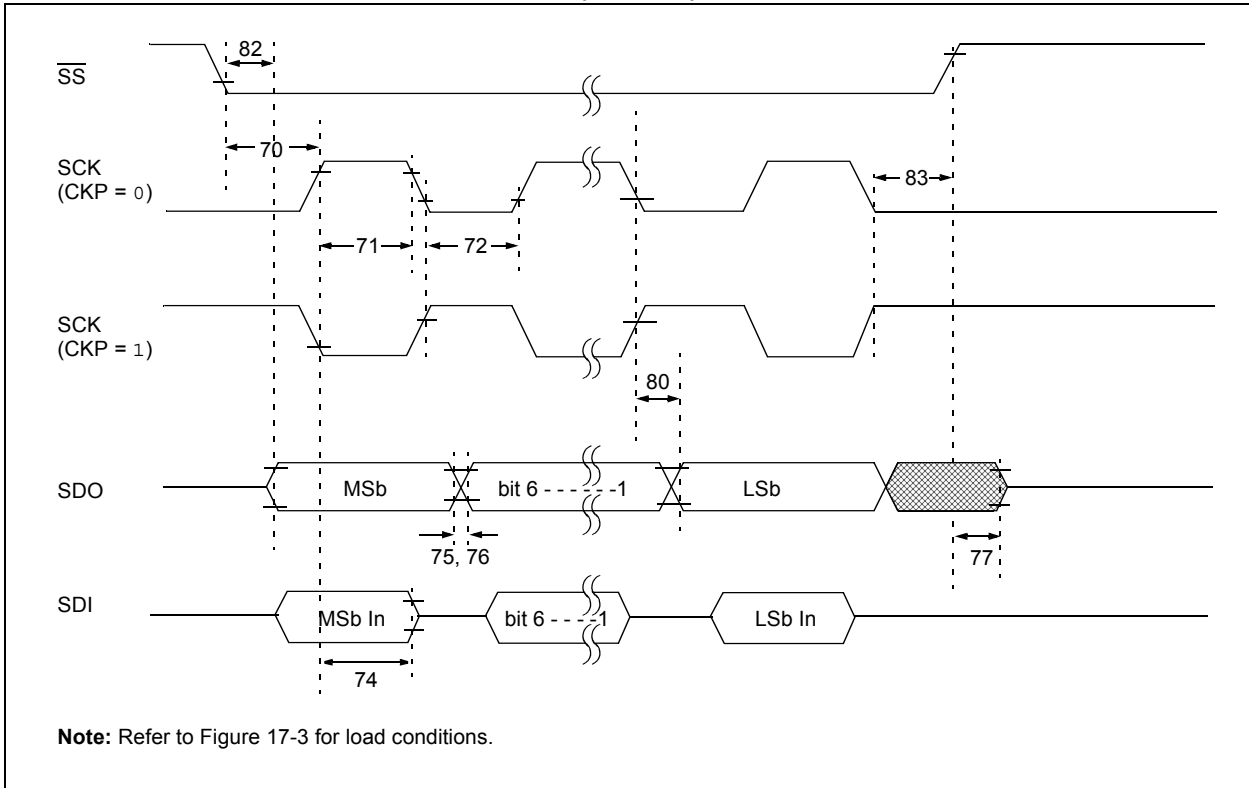 82
SS
70
SCK
(CKP = 0)
83
71
72
SCK
(CKP = 1)
80
SDO
MSb
bit 6 - - - - - -1
LSb
75, 76
77
SDI
MSb In
bit 6 - - - -1
LSb In
74
Note: Refer to Figure 17-3 for load conditions.